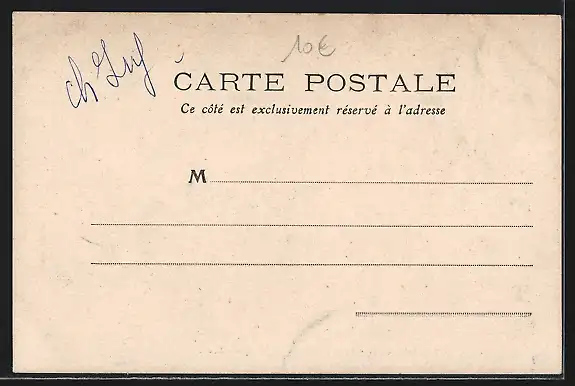 10€
CARTE POSTALE
Ce côté est exclusivement réservé à l'adresse
M